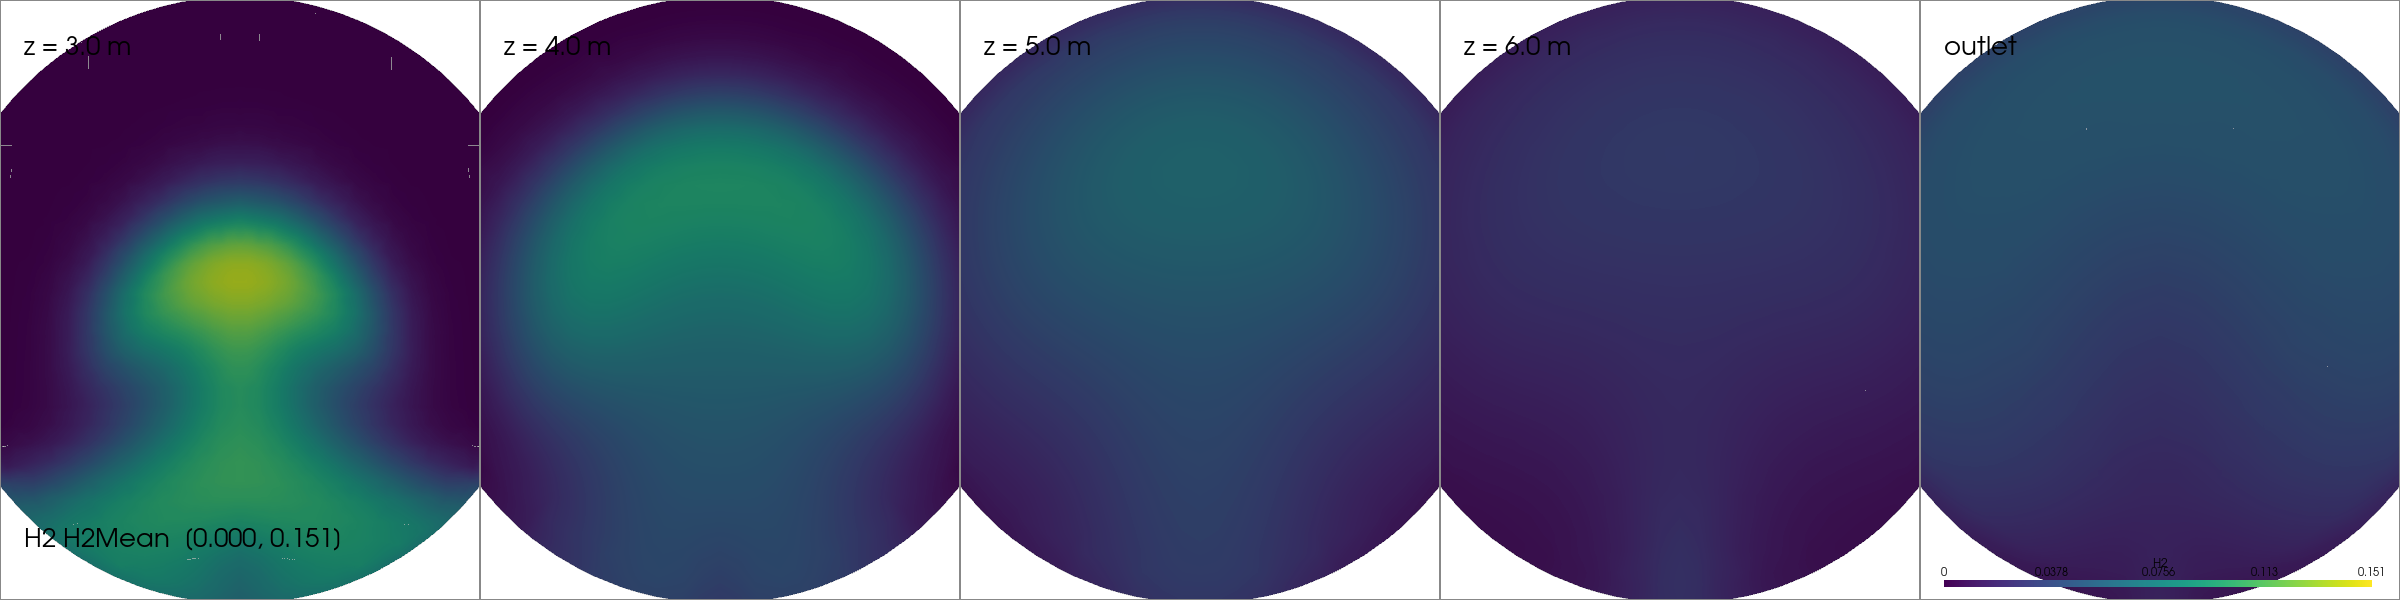 z = 3.0 m
z = 4.0 m
z = 5.0 m
z = 6.0 m
outlet
H2 H2Mean (0.000, 0.151)
H2
0 0.0378 0.0756 0.113 0.151